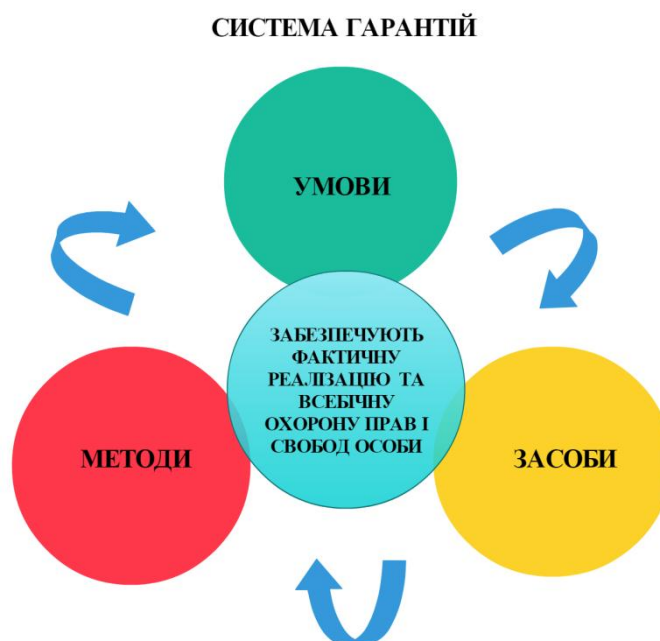 СИСТЕМА ГАРАНТІЙ
УМОВИ
ЗАБЕЗПЕЧУЮТЬ
ФАКТИЧНУ
РЕАЛІЗАЦІЮ ТА
ВСЕБІЧНУ
ОХОРОНУ ПРАВ І
СВОБОД ОСОБИ
МЕТОДИ
ЗАСОБИ